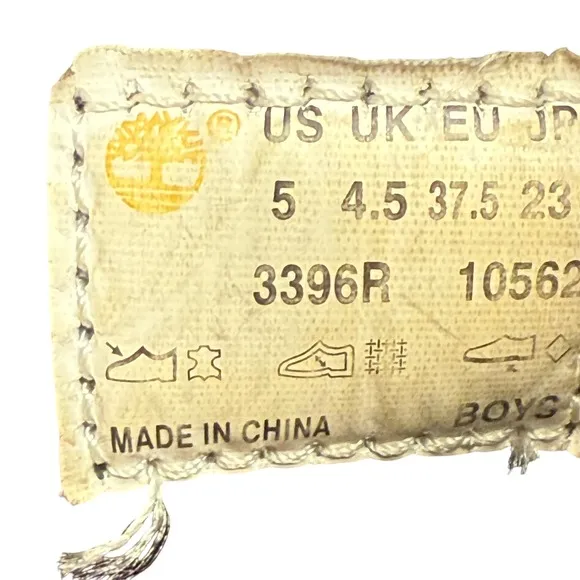 ® US UK EU JP
5 4.5 37.5 23
3396R 10562
MADE IN CHINA BOYS